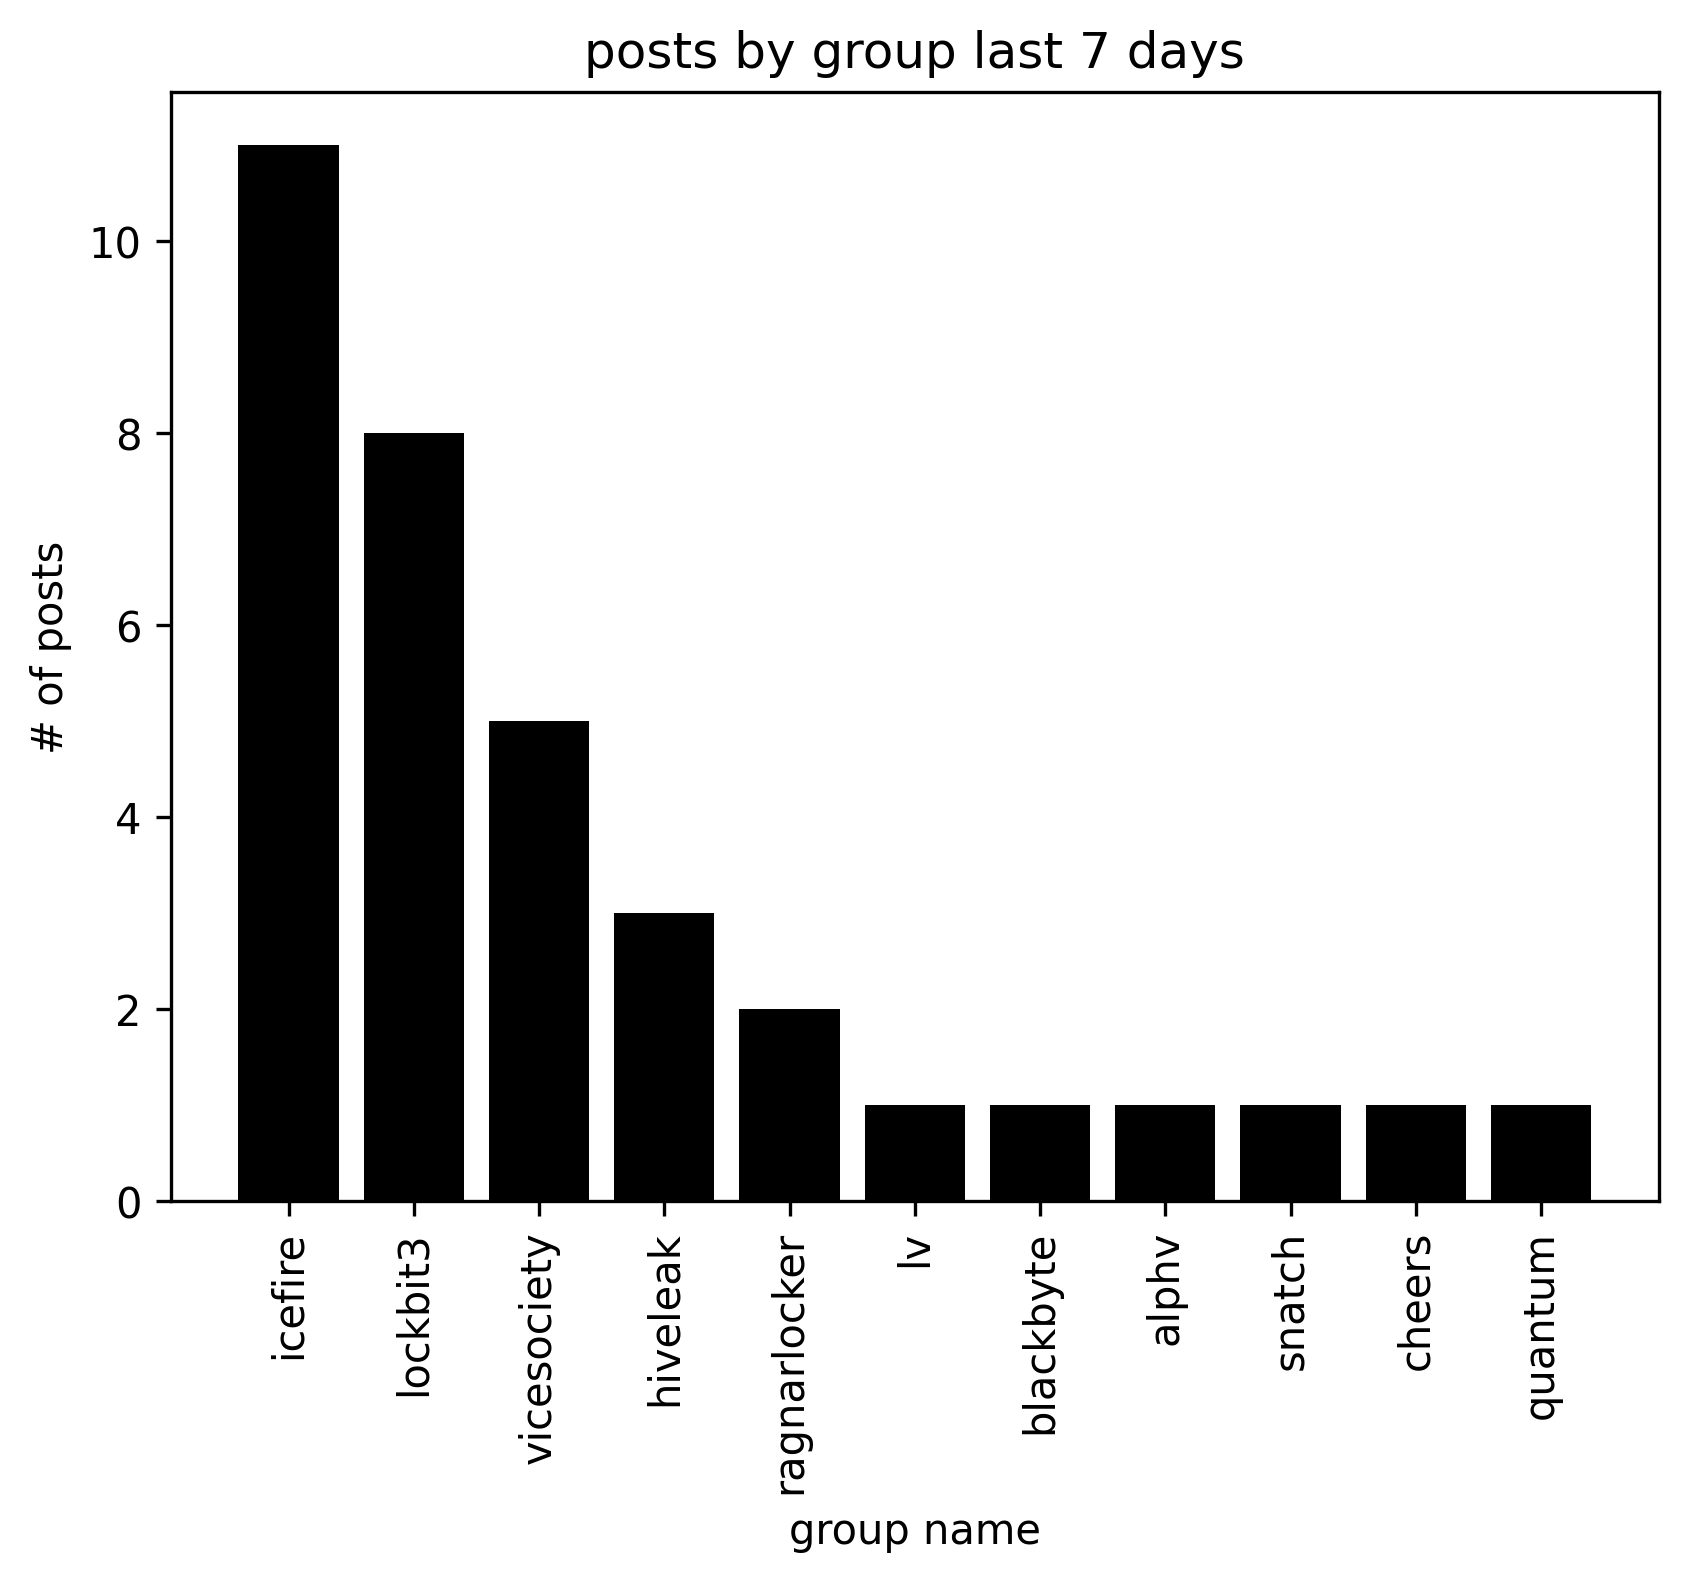 posts by group last 7 days
# of posts
10
8
6
4
2
0
icefire
lockbit3
vicesociety
hiveleak
ragnarlocker
lv
blackbyte
alphv
snatch
cheers
quantum
group name